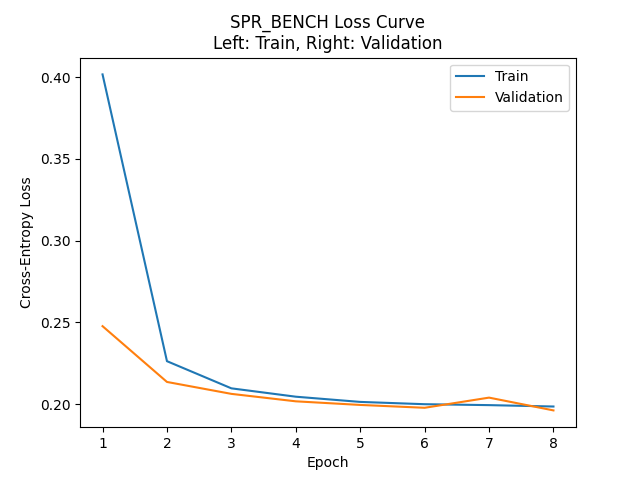 SPR_BENCH Loss Curve
Left: Train, Right: Validation
Train
Validation
0.40
0.35
0.30
0.25
0.20
Cross-Entropy Loss
1 2 3 4 5 6 7 8
Epoch